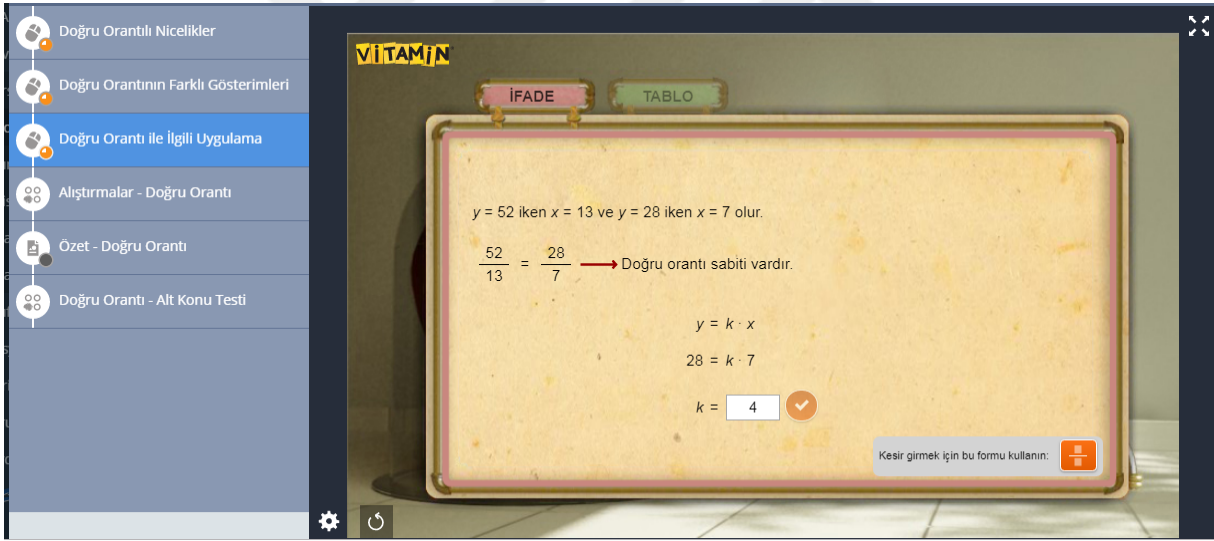 Doğru Orantılı Nicelikler
Doğru Orantının Farklı Gösterimleri
Doğru Orantı ile İlgili Uygulama
Alıştırmalar - Doğru Orantı
Özet - Doğru Orantı
Doğru Orantı - Alt Konu Testi
VİTAMİN
İFADE
TABLO
y = 52 iken x = 13 ve y = 28 iken x = 7 olur.
52/13 = 28/7 → Doğru orantı sabiti vardır.
y = k · x
28 = k · 7
k = 4
Kesir girmek için bu formu kullanın: